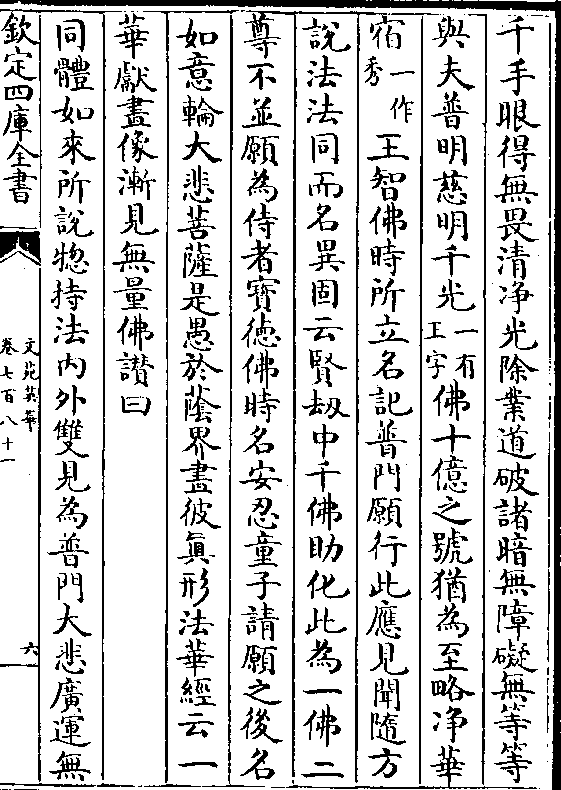 千手眼得無畏清浄光除業道破諸暗無障礙無等等
與夫普明慈明千光一有王字佛十億之號猶為至略浄華
宿一作秀王智佛時所立名記普門願行此應見聞隨方
説法法同而名異固云賢刼中千佛助化此為一佛二
尊不並願為侍者寶德佛時名安忍童子請願之後名
如意輪大悲菩薩是愚於蔭界盡彼眞形法華經云一
華獻畫像漸見無量佛讃曰
同體如來所說惣持法内外雙見為普門大悲廣運無
欽定四庫全書
文苑英華
卷七百八十一
六